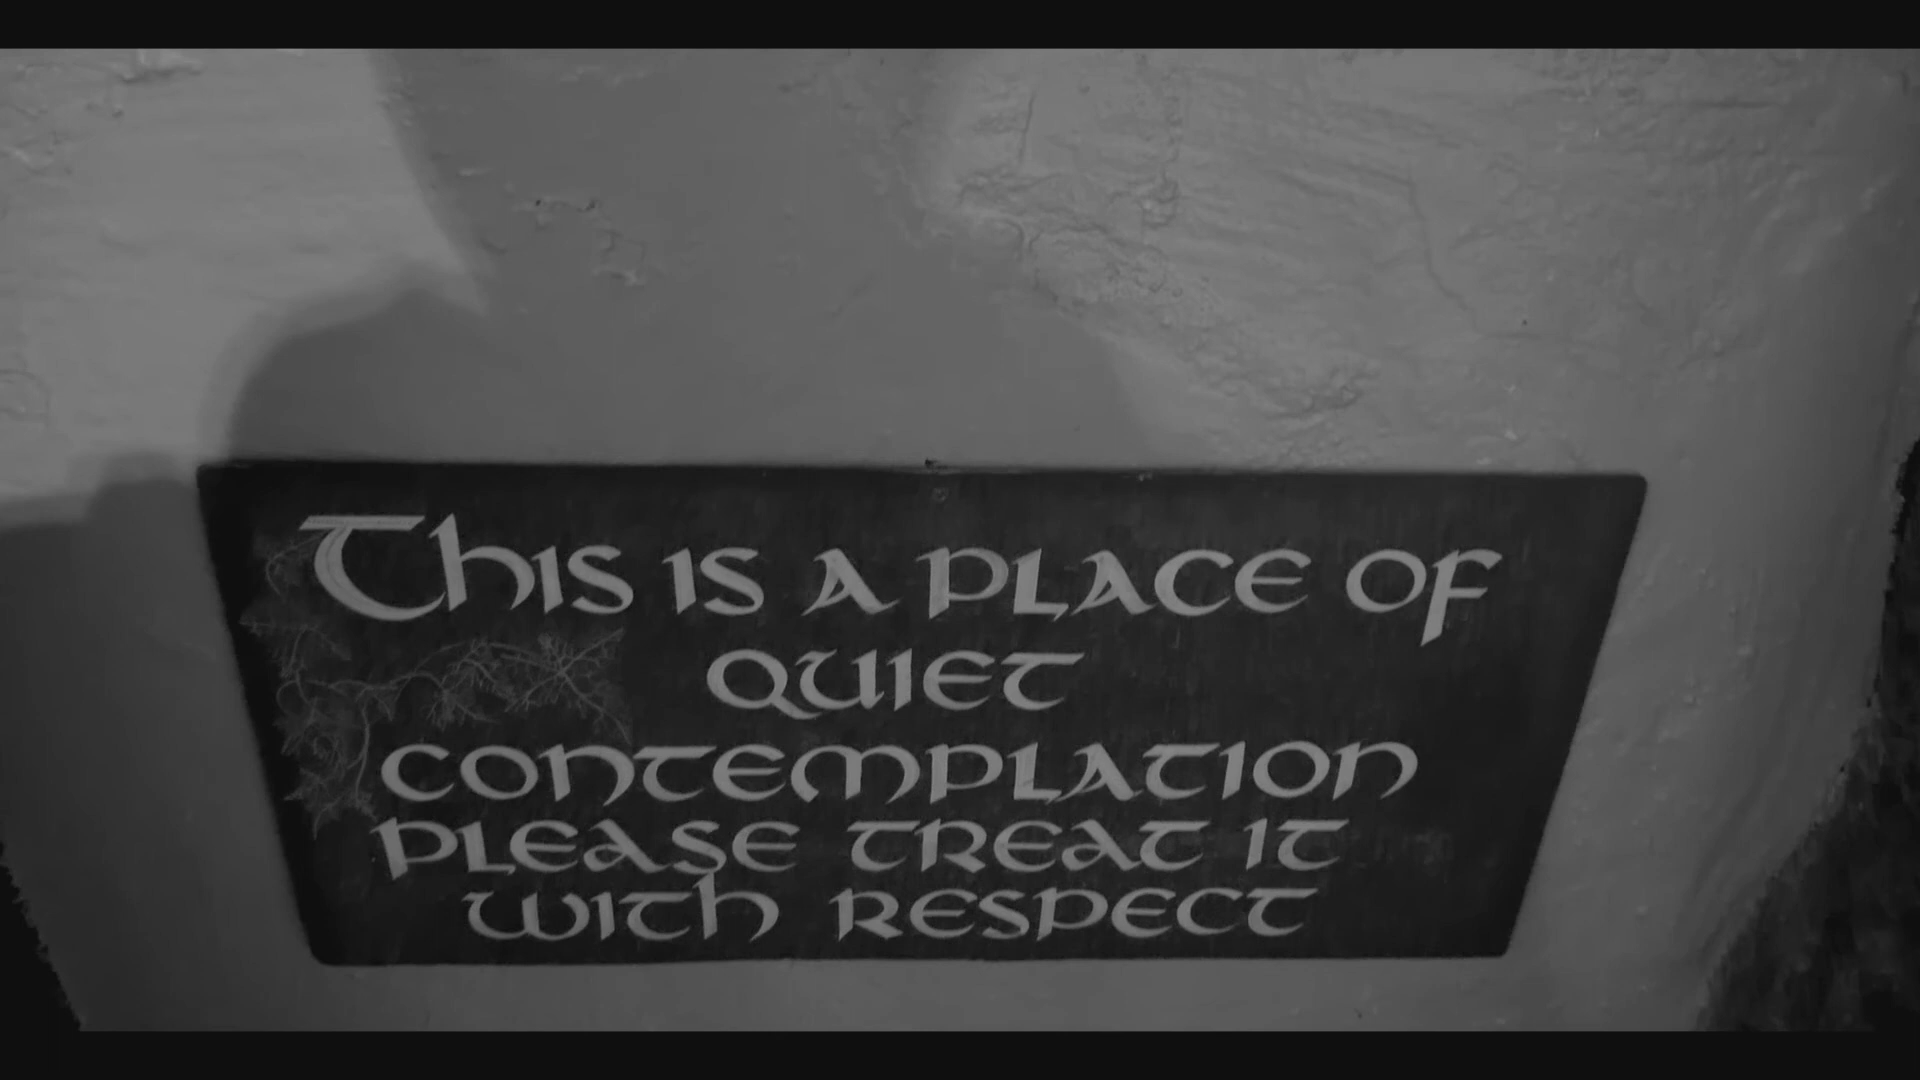 This is a place of
quiet
contemplation
please treat it
with respect